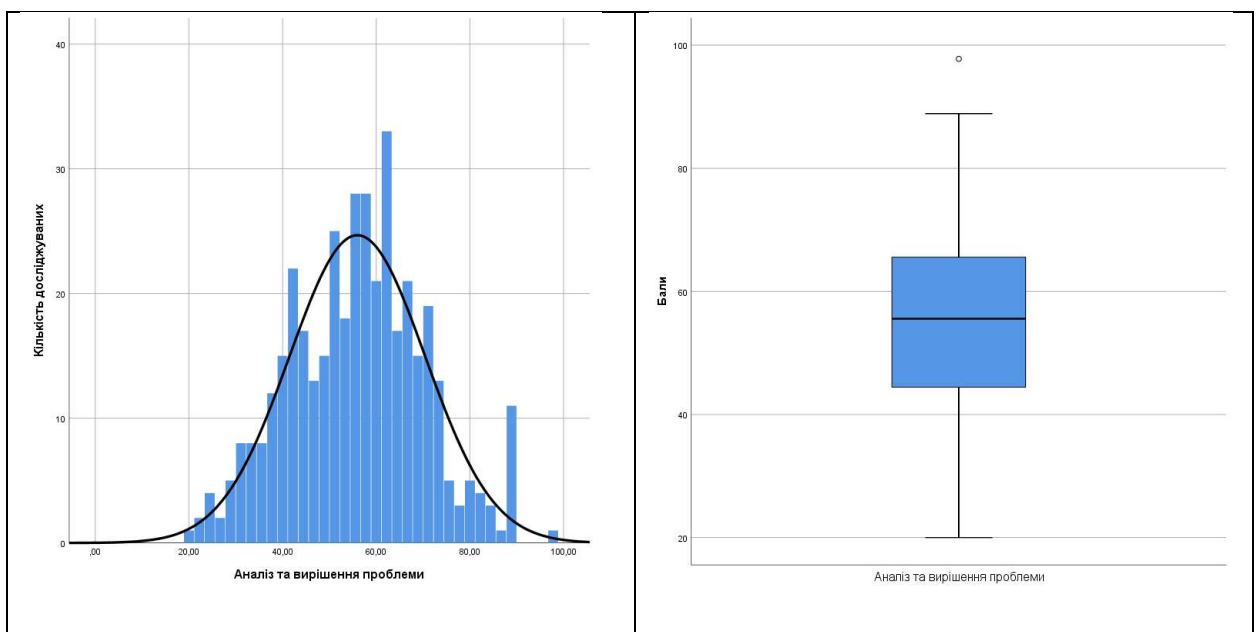 40
30
20
10
0
Кількість досліджуваних
,00 20,00 40,00 60,00 80,00 100,00
Аналіз та вирішення проблеми
100
80
60
40
20
Бали
Аналіз та вирішення проблеми